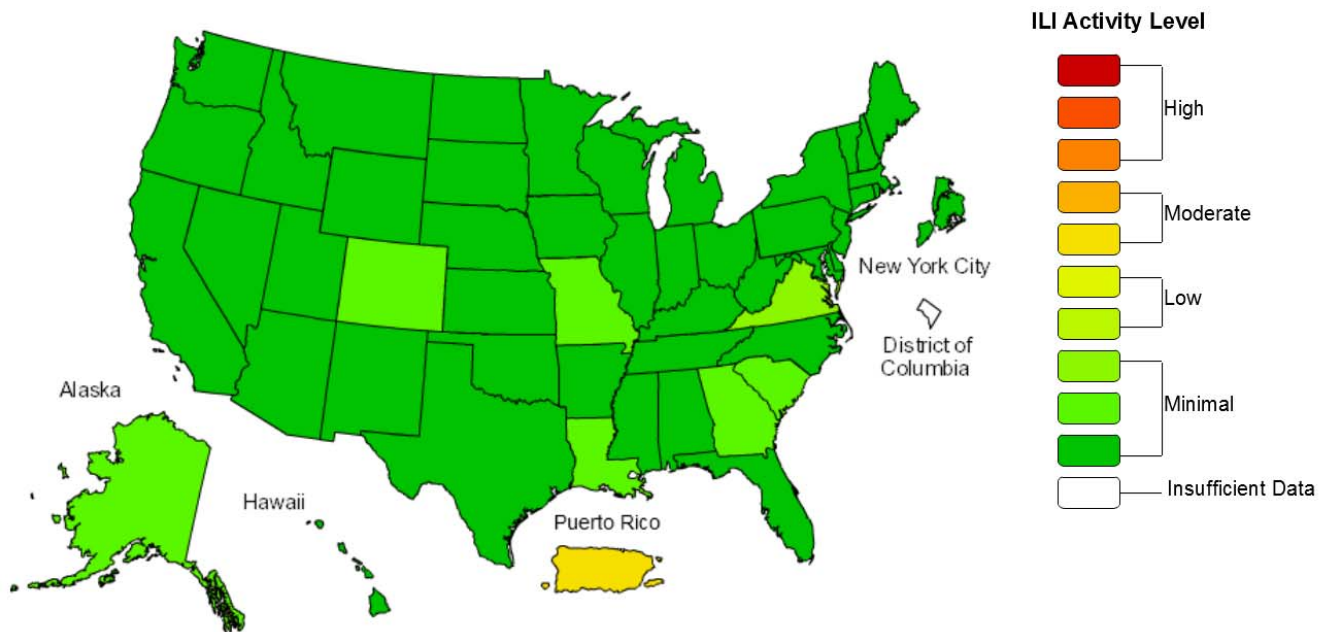 ILI Activity Level
High
Moderate
Low
Minimal
Insufficient Data
New York City
District of
Columbia
Alaska
Hawaii
Puerto Rico